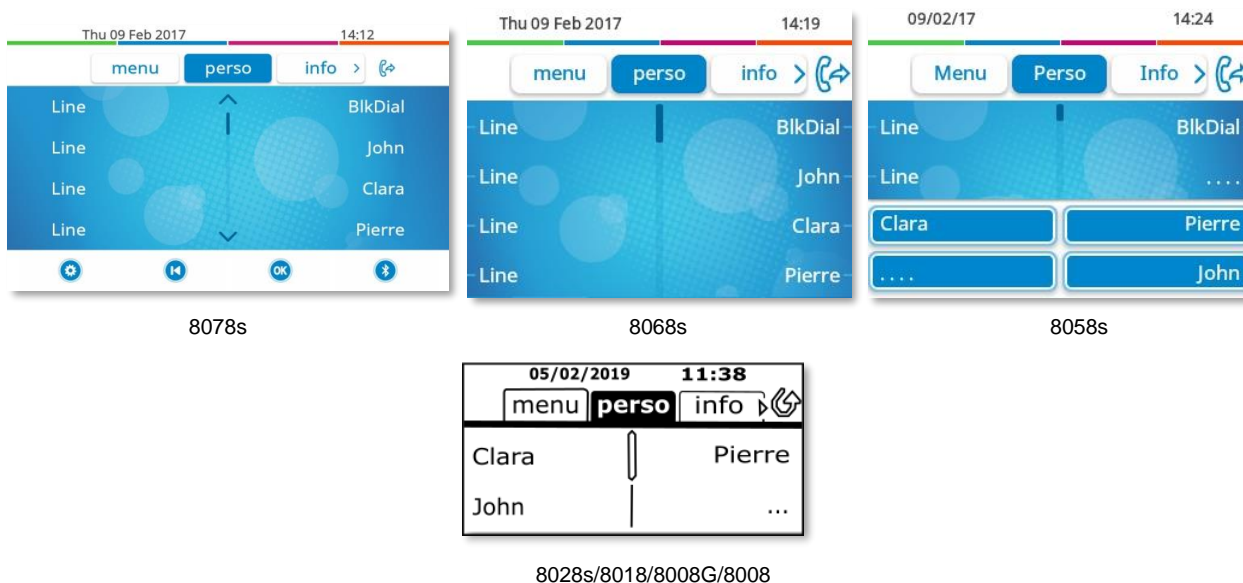 Thu 09 Feb 2017 14:12
menu perso info >
Line BlkDial
Line John
Line Clara
Line Pierre
OK
8078s
Thu 09 Feb 2017 14:19
menu perso info >
Line BlkDial
Line John
Line Clara
Line Pierre
8068s
09/02/17 14:24
Menu Perso Info >
Line BlkDial
Line ....
Clara Pierre
.... John
8058s
05/02/2019 11:38
menu perso info
Clara Pierre
John ...
8028s/8018/8008G/8008